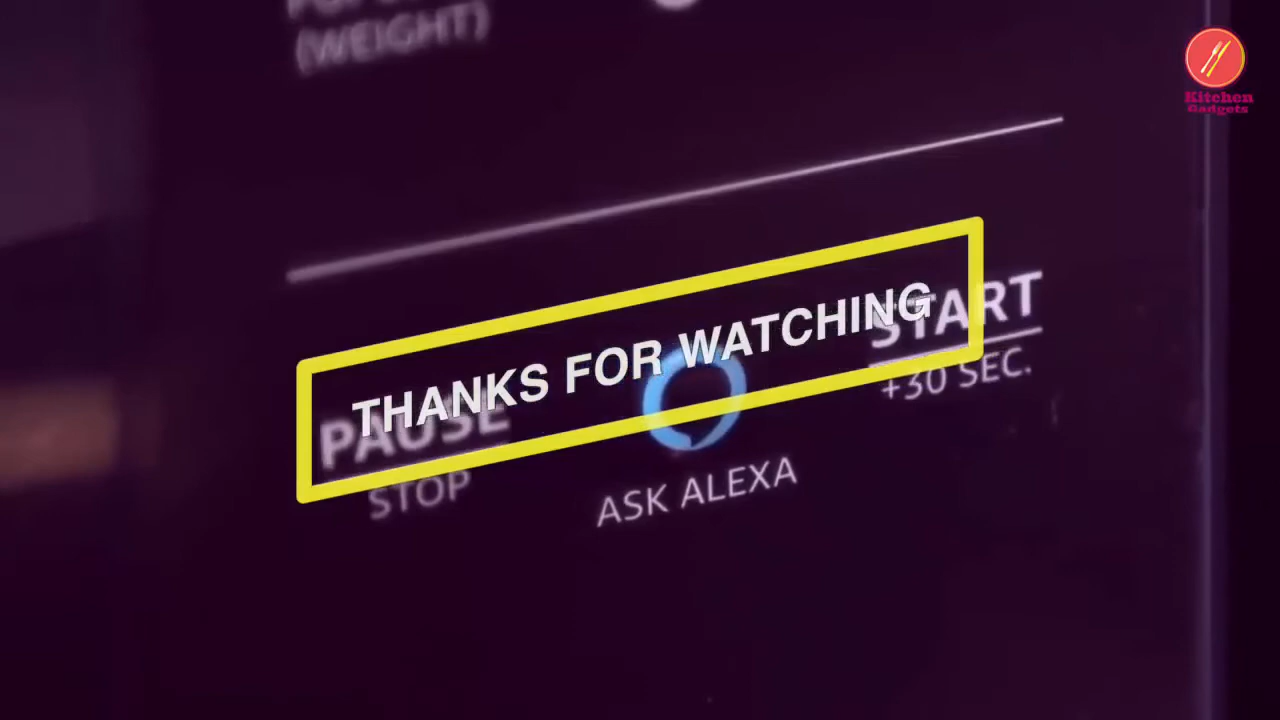 (WEIGHT)
Kitchen
Gadgets
THANKS FOR WATCHING
START
+30 SEC.
PAUSE
STOP
ASK ALEXA